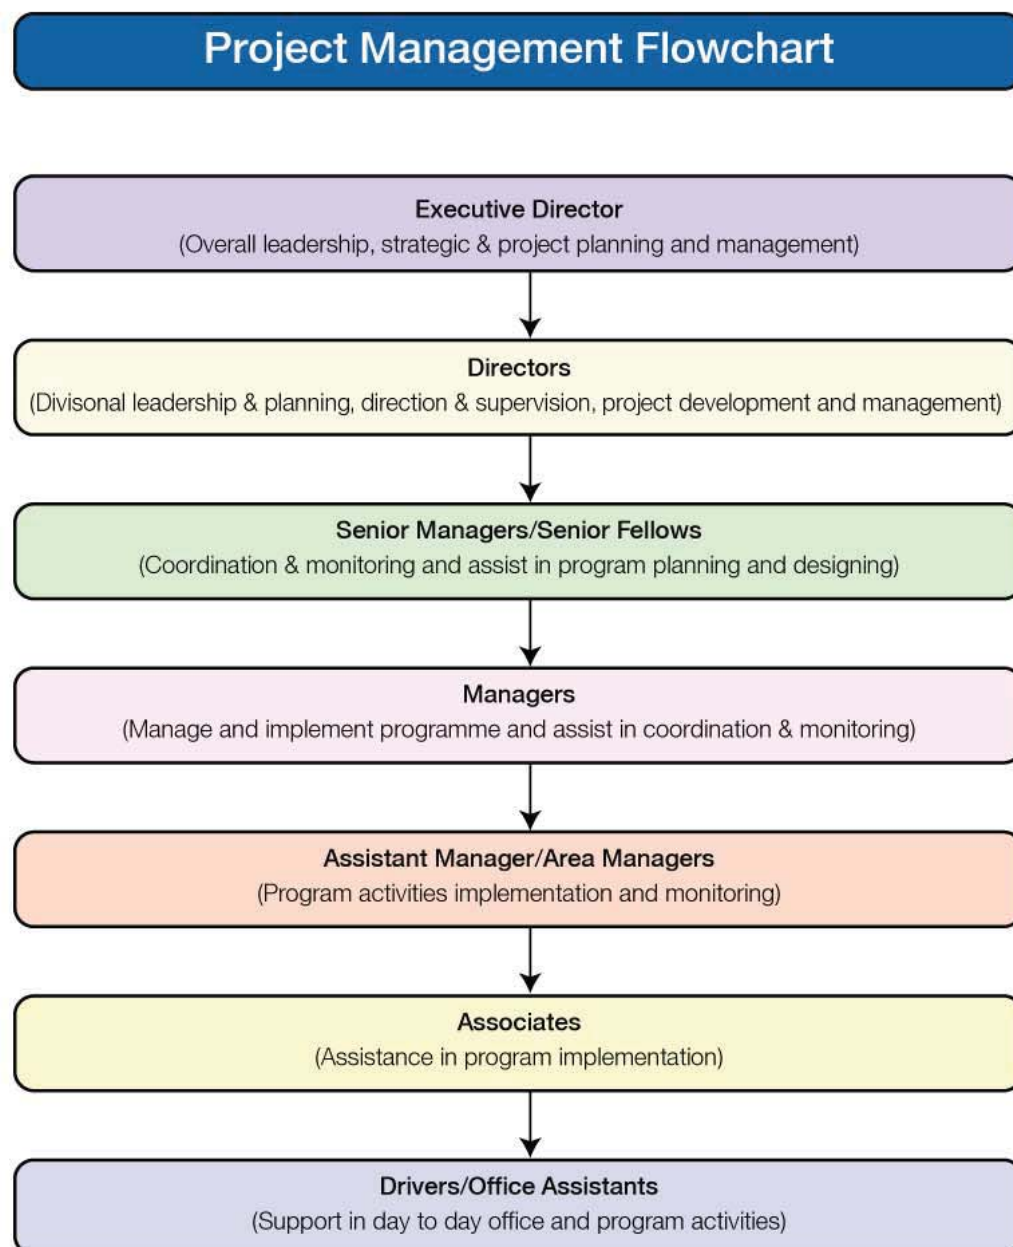 Project Management Flowchart
Executive Director
(Overall leadership, strategic & project planning and management)
Directors
(Divisonal leadership & planning, direction & supervision, project development and management)
Senior Managers/Senior Fellows
(Coordination & monitoring and assist in program planning and designing)
Managers
(Manage and implement programme and assist in coordination & monitoring)
Assistant Manager/Area Managers
(Program activities implementation and monitoring)
Associates
(Assistance in program implementation)
Drivers/Office Assistants
(Support in day to day office and program activities)